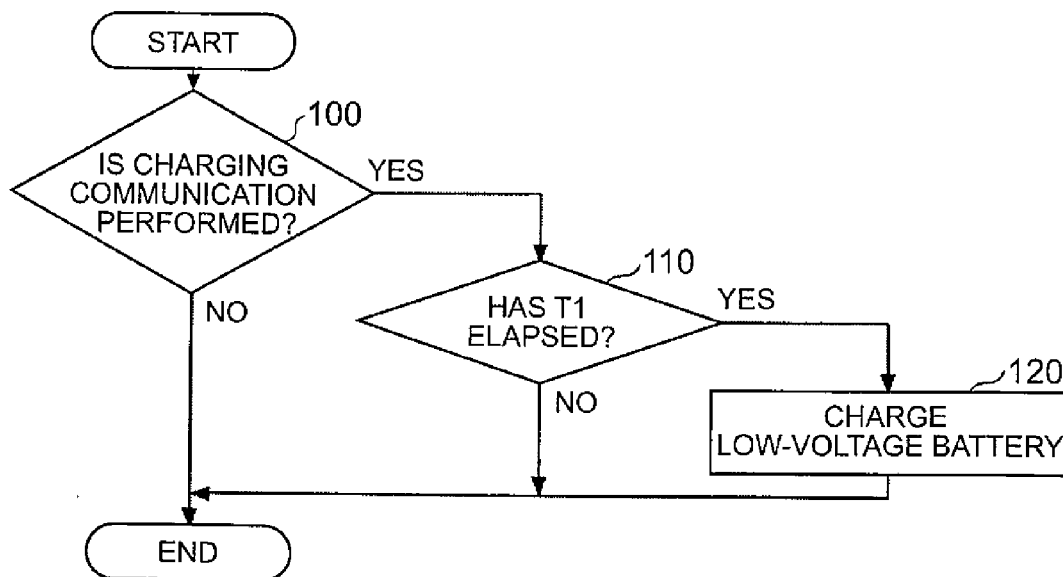 START
100
IS CHARGING
COMMUNICATION
PERFORMED?
YES
NO
110
HAS T1
ELAPSED?
YES
NO
120
CHARGE
LOW-VOLTAGE BATTERY
END